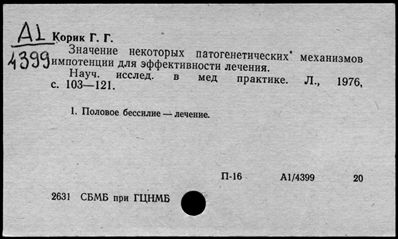 A1
4399
Корик Г. Г.
Значение некоторых патогенетических механизмов
импотенции для эффективности лечения.
Науч. исслед. в мед практике. Л., 1976,
с. 103—121.
1. Половое бессилие — лечение.
П-16 А1/4399 20
2631 СБМБ при ГЦНМБ